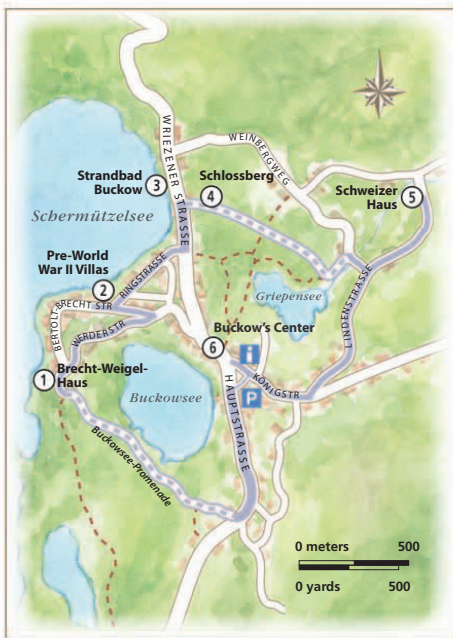 WRIEZENER STRASSE
WEINBERGWEG
Strandbad
Buckow
3
Schlossberg
4
Schweizer
Haus
5
Schermützelsee
Pre-World
War II Villas
2
RINGSTRASSE
Griepensee
LINDENSTRASSE
BERTOLT-BRECHT STR
WERDERSTR
Buckow's Center
6
i
Brecht-Weigel-
Haus
1
KÖNIGSTR
P
HAUPTSTRASSE
Buckowsee
Buckowsee-Promenade
0 meters 500
0 yards 500